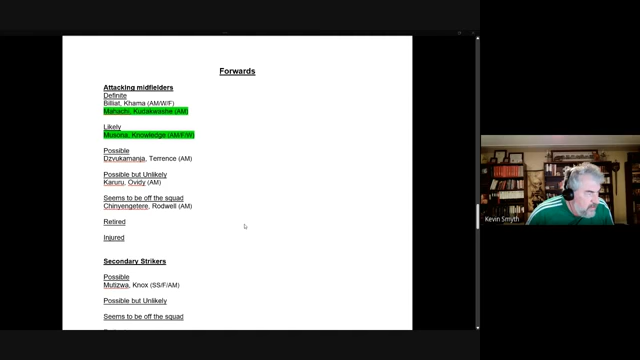 Forwards
Attacking midfielders
Definite
Billiat, Khama (AM/W/F)
Mahachi, Kudakwashe (AM)
Likely
Musona, Knowledge (AM/F/W)
Possible
Dzvukamanja, Terrence (AM)
Possible but Unlikely
Karuru, Ovidy (AM)
Seems to be off the squad
Chinyengetere, Rodwell (AM)
Retired
Injured
Secondary Strikers
Possible
Mutizwa, Knox (SS/F/AM)
Possible but Unlikely
Seems to be off the squad
Kevin Smyth